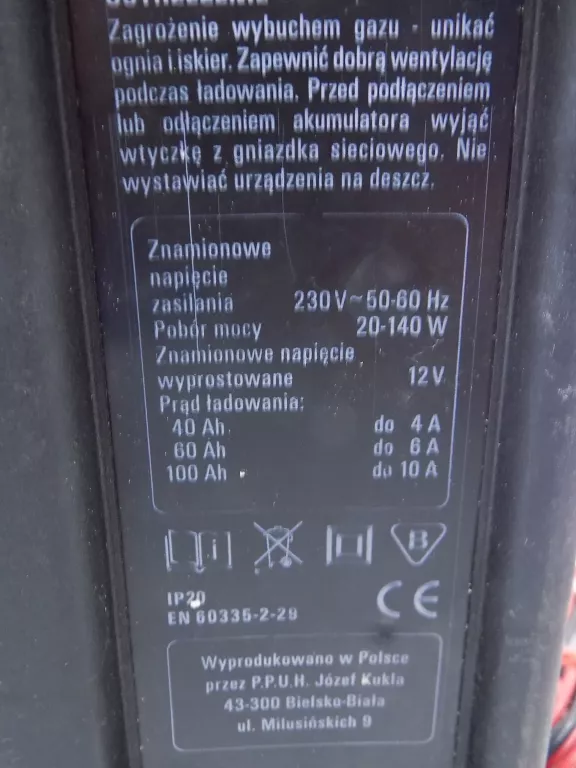 Zagrożenie wybuchem gazu - unikać
ognia i iskier. Zapewnić dobrą wentylację
podczas ładowania. Przed podłączeniem
lub odłączeniem akumulatora wyjąć
wtyczkę z gniazdka sieciowego. Nie
wystawiać urządzenia na deszcz.
Znamionowe
napięcie
zasilania 230 V~50-60 Hz
Pobór mocy 20-140 W
Znamionowe napięcie
wyprostowane 12 V
Prąd ładowania:
40 Ah do 4 A
60 Ah do 6 A
100 Ah do 10 A
i
B
IP20
EN 60335-2-29
CE
Wyprodukowano w Polsce
przez P.P.U.H. Józef Kukla
43-300 Bielsko-Biała
ul. Milusińskich 9